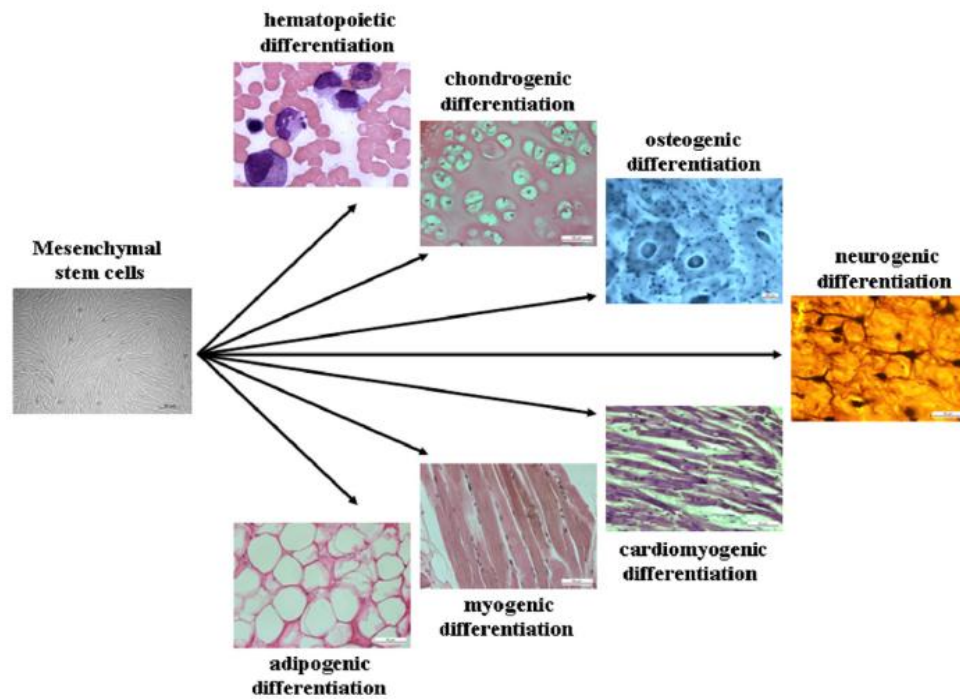 hematopoietic
differentiation
chondrogenic
differentiation
osteogenic
differentiation
Mesenchymal
stem cells
neurogenic
differentiation
cardiomyogenic
differentiation
myogenic
differentiation
adipogenic
differentiation